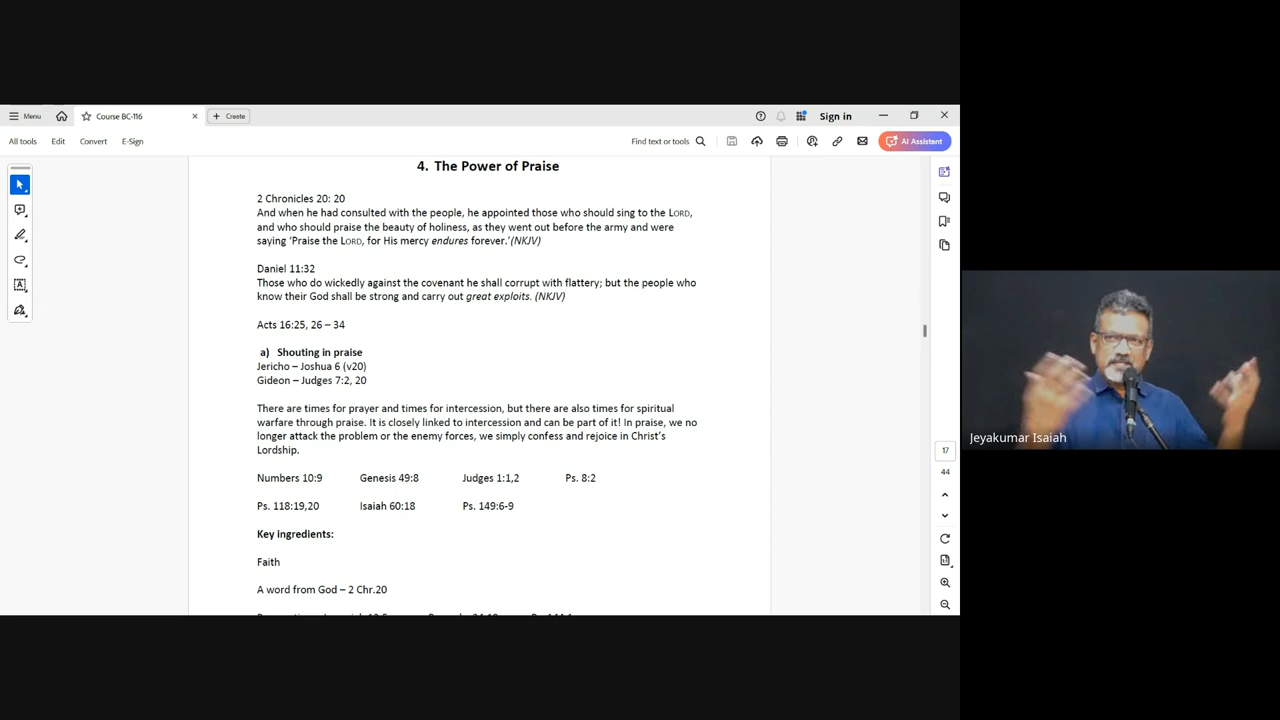 Menu
Course BC-116
Create
Sign in
All tools
Edit
Convert
E-Sign
Find text or tools
AI Assistant
4. The Power of Praise
2 Chronicles 20: 20
And when he had consulted with the people, he appointed those who should sing to the LORD,
and who should praise the beauty of holiness, as they went out before the army and were
saying ‘Praise the LORD, for His mercy endures forever.’(NKJV)
Daniel 11:32
Those who do wickedly against the covenant he shall corrupt with flattery; but the people who
know their God shall be strong and carry out great exploits. (NKJV)
Acts 16:25, 26 – 34
a) Shouting in praise
Jericho – Joshua 6 (v20)
Gideon – Judges 7:2, 20
There are times for prayer and times for intercession, but there are also times for spiritual
warfare through praise. It is closely linked to intercession and can be part of it! In praise, we no
longer attack the problem or the enemy forces, we simply confess and rejoice in Christ’s
Lordship.
Numbers 10:9 Genesis 49:8 Judges 1:1,2 Ps. 8:2
Ps. 118:19,20 Isaiah 60:18 Ps. 149:6-9
Key ingredients:
Faith
A word from God – 2 Chr.20
17
44
Jeyakumar Isaiah